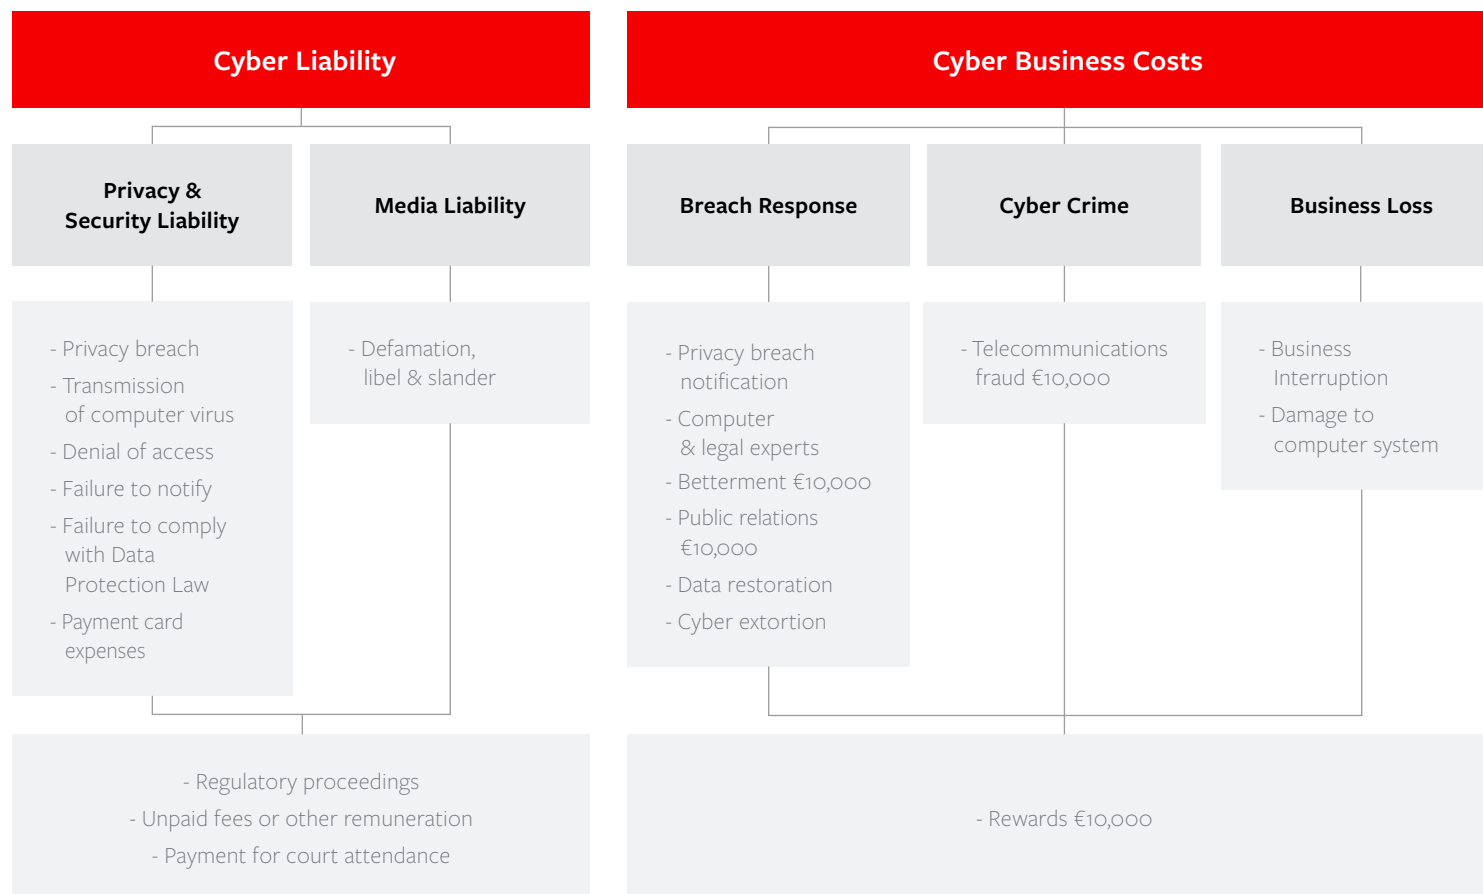 Cyber Liability
Cyber Business Costs
Privacy &
Security Liability
Media Liability
Breach Response
Cyber Crime
Business Loss
- Privacy breach
- Transmission
of computer virus
- Denial of access
- Failure to notify
- Failure to comply
with Data
Protection Law
- Payment card
expenses
- Defamation,
libel & slander
- Privacy breach
notification
- Computer
& legal experts
- Betterment €10,000
- Public relations
€10,000
- Data restoration
- Cyber extortion
- Telecommunications
fraud €10,000
- Business
Interruption
- Damage to
computer system
- Regulatory proceedings
- Unpaid fees or other remuneration
- Payment for court attendance
- Rewards €10,000